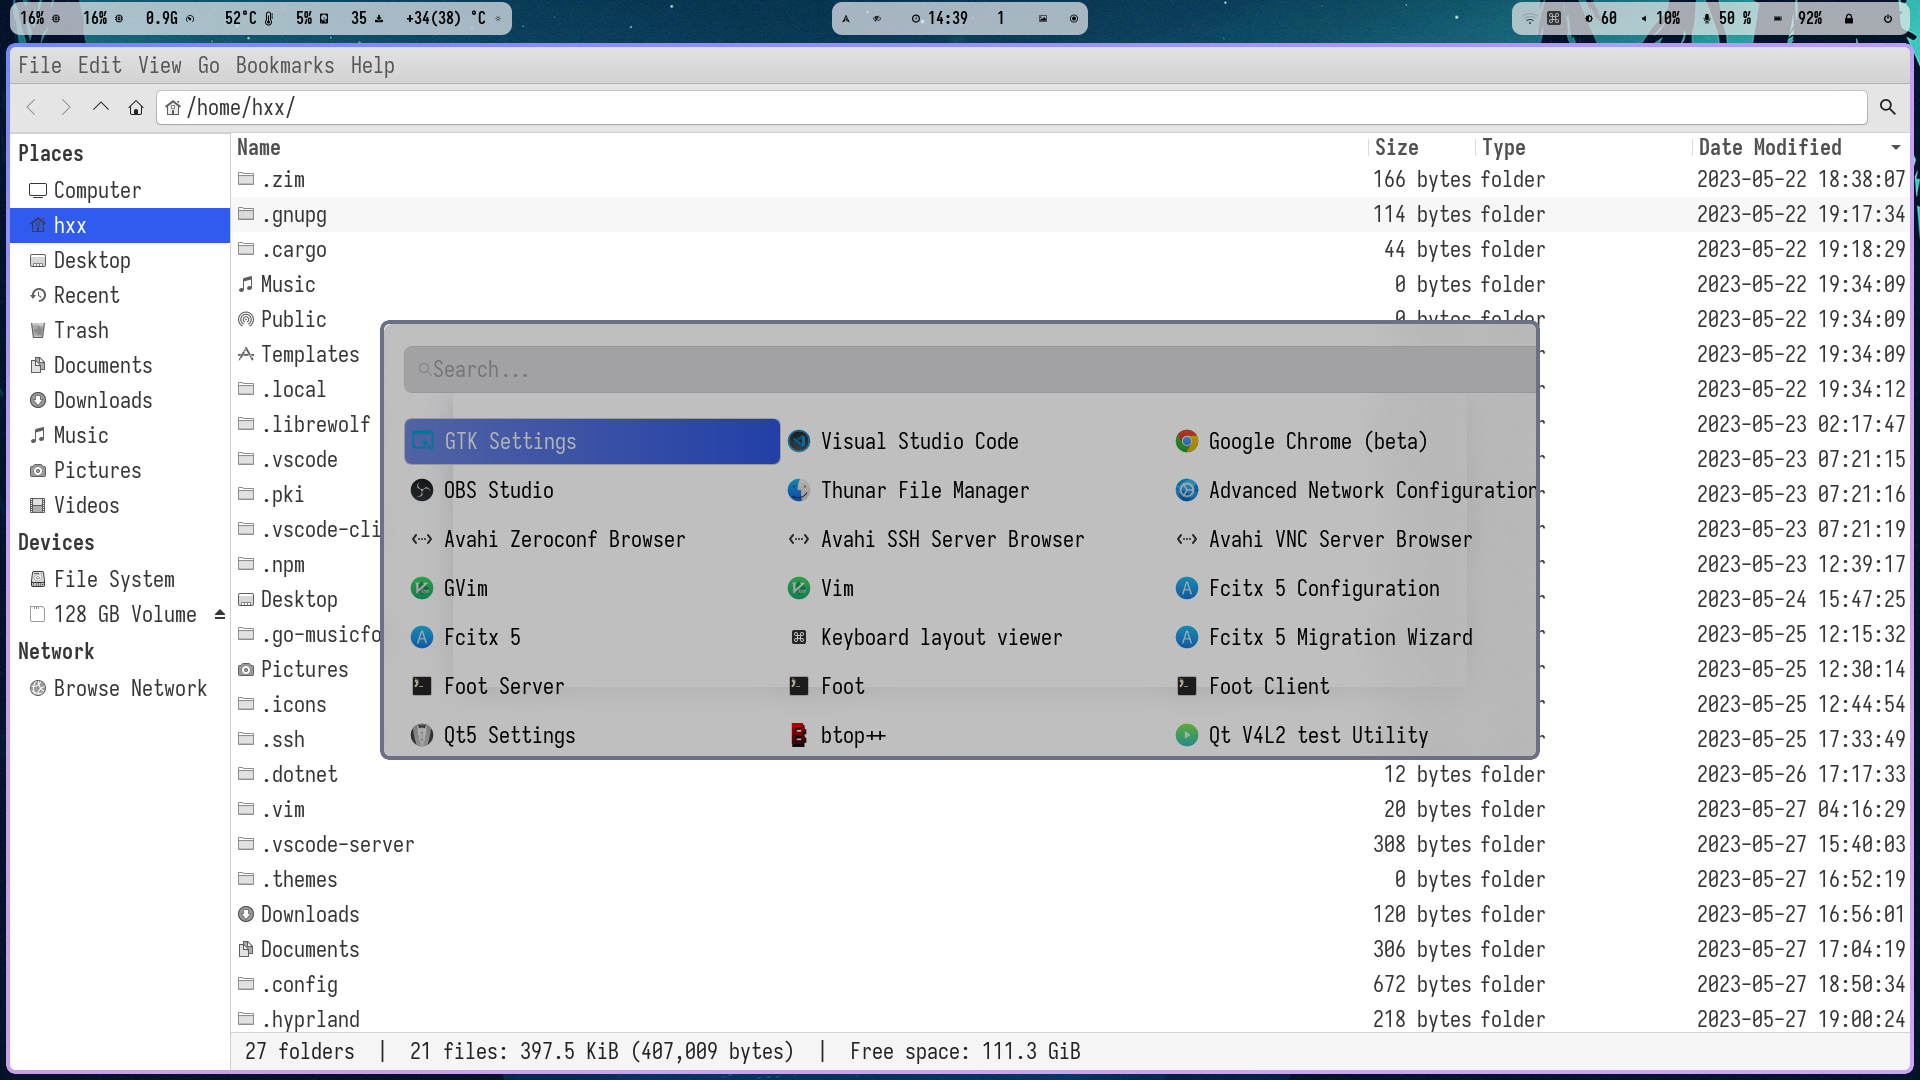 16% 16% 0.9G 52°C 5% 35 +34(38) °C 14:39 1 60 10% 50 % 92%
File Edit View Go Bookmarks Help
/home/hxx/
Places
Computer
hxx
Desktop
Recent
Trash
Documents
Downloads
Music
Pictures
Videos
Devices
File System
128 GB Volume
Network
Browse Network
Name Size Type Date Modified
.zim 166 bytes folder 2023-05-22 18:38:07
.gnupg 114 bytes folder 2023-05-22 19:17:34
.cargo 44 bytes folder 2023-05-22 19:18:29
Music 0 bytes folder 2023-05-22 19:34:09
Public 0 bytes folder 2023-05-22 19:34:09
Templates 2023-05-22 19:34:09
.local 2023-05-22 19:34:12
.librewolf 2023-05-23 02:17:47
.vscode 2023-05-23 07:21:15
.pki 2023-05-23 07:21:16
.vscode-cli 2023-05-23 07:21:19
.npm 2023-05-23 12:39:17
Desktop 2023-05-24 15:47:25
.go-musicfo 2023-05-25 12:15:32
Pictures 2023-05-25 12:30:14
.icons 2023-05-25 12:44:54
.ssh 2023-05-25 17:33:49
.dotnet 12 bytes folder 2023-05-26 17:17:33
.vim 20 bytes folder 2023-05-27 04:16:29
.vscode-server 308 bytes folder 2023-05-27 15:40:03
.themes 0 bytes folder 2023-05-27 16:52:19
Downloads 120 bytes folder 2023-05-27 16:56:01
Documents 306 bytes folder 2023-05-27 17:04:19
.config 672 bytes folder 2023-05-27 18:50:34
.hyprland 218 bytes folder 2023-05-27 19:00:24
Search...
GTK Settings Visual Studio Code Google Chrome (beta)
OBS Studio Thunar File Manager Advanced Network Configuration
Avahi Zeroconf Browser Avahi SSH Server Browser Avahi VNC Server Browser
GVim Vim Fcitx 5 Configuration
Fcitx 5 Keyboard layout viewer Fcitx 5 Migration Wizard
Foot Server Foot Foot Client
Qt5 Settings btop++ Qt V4L2 test Utility
27 folders | 21 files: 397.5 KiB (407,009 bytes) | Free space: 111.3 GiB